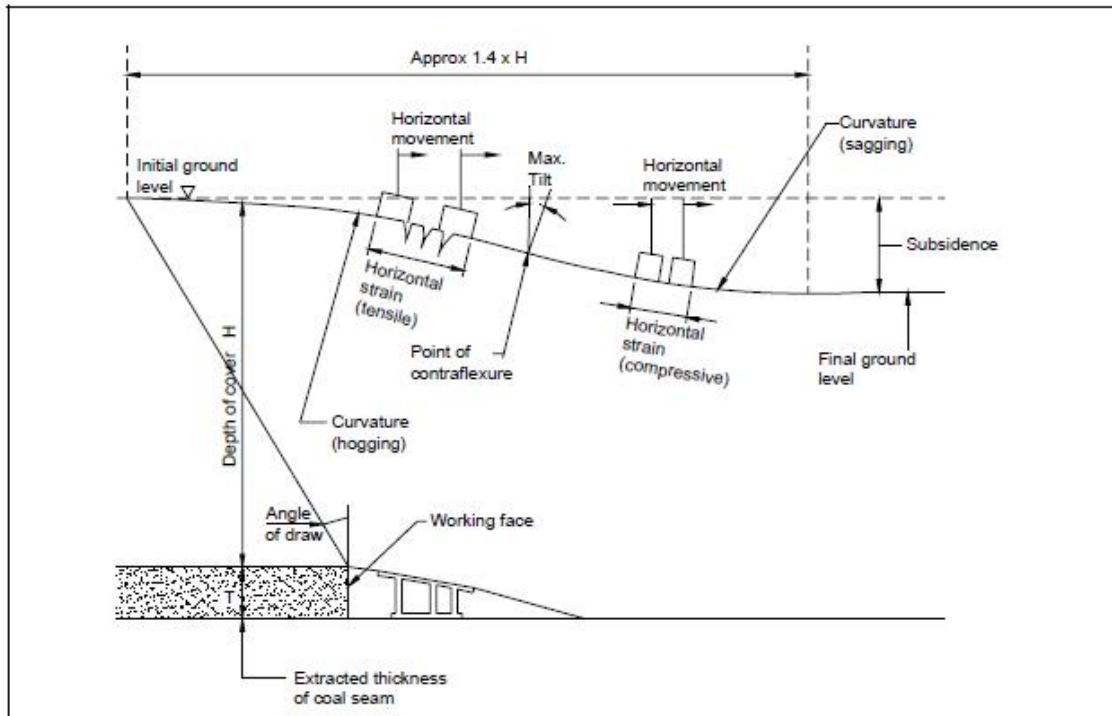 Approx 1.4 x H
Horizontal
movement
Curvature
(sagging)
Max.
Tilt
Horizontal
movement
Initial ground
level
Subsidence
Horizontal
strain
(tensile)
Horizontal
strain
(compressive)
Point of
contraflexure
Final ground
level
Depth of cover H
Curvature
(hogging)
Angle
of draw
Working face
T
Extracted thickness
of coal seam